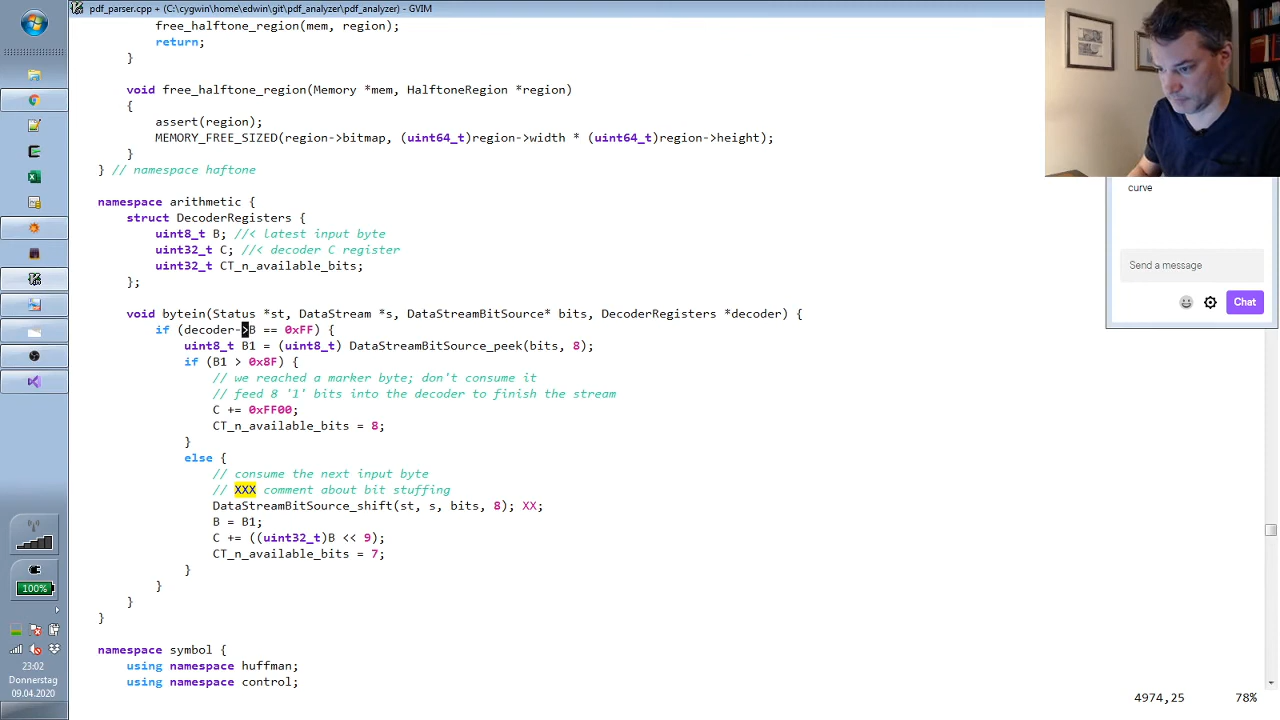 pdf_parser.cpp + (C:\cygwin\home\edwin\git\pdf_analyzer\pdf_analyzer) - GVIM
free_halftone_region(mem, region);
return;
}
void free_halftone_region(Memory *mem, HalftoneRegion *region)
{
assert(region);
MEMORY_FREE_SIZED(region->bitmap, (uint64_t)region->width * (uint64_t)region->height);
}
} // namespace haftone
namespace arithmetic {
struct DecoderRegisters {
uint8_t B; //< latest input byte
uint32_t C; //< decoder C register
uint32_t CT_n_available_bits;
};
void bytein(Status *st, DataStream *s, DataStreamBitSource* bits, DecoderRegisters *decoder) {
if (decoder->B == 0xFF) {
uint8_t B1 = (uint8_t) DataStreamBitSource_peek(bits, 8);
if (B1 > 0x8F) {
// we reached a marker byte; don't consume it
// feed 8 '1' bits into the decoder to finish the stream
C += 0xFF00;
CT_n_available_bits = 8;
}
else {
// consume the next input byte
// XXX comment about bit stuffing
DataStreamBitSource_shift(st, s, bits, 8); XX;
B = B1;
C += ((uint32_t)B << 9);
CT_n_available_bits = 7;
}
}
}
}
namespace symbol {
using namespace huffman;
using namespace control;
4974,25 78%
curve
Send a message
Chat
100%
23:02
Donnerstag
09.04.2020